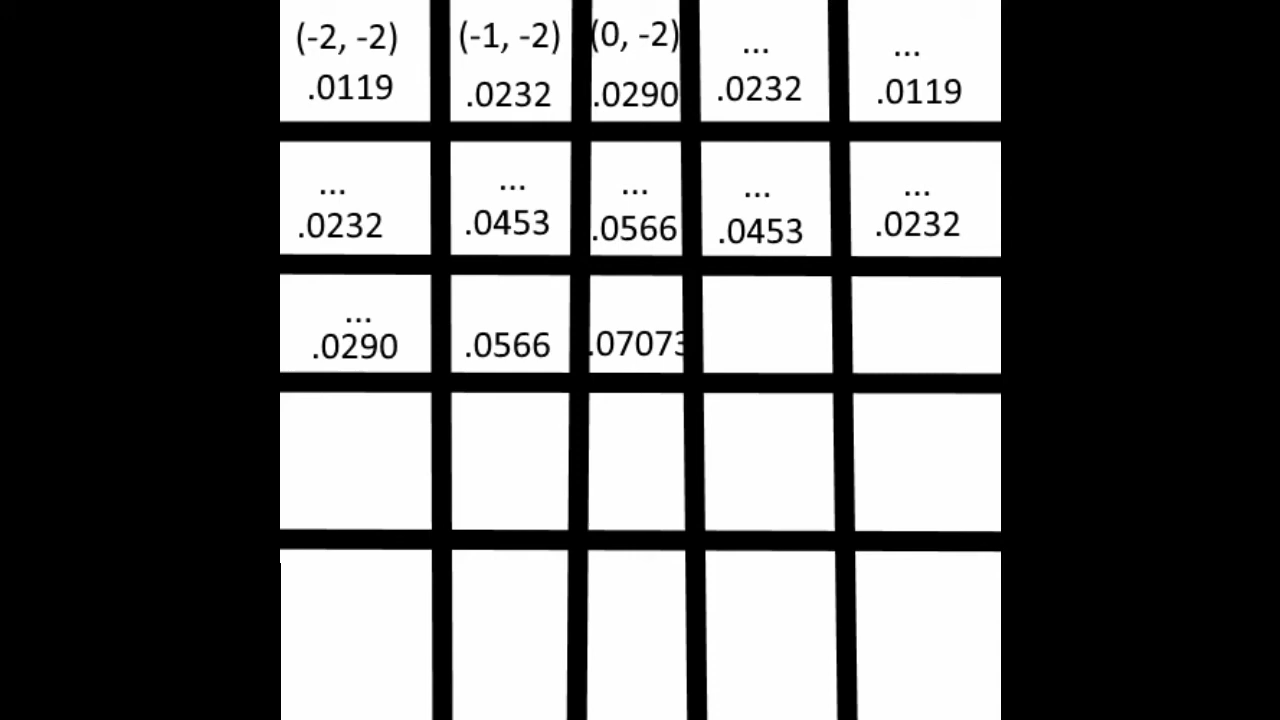 (-2, -2) (-1, -2) (0, -2) ... ...
.0119 .0232 .0290 .0232 .0119
... ... ... ... ...
.0232 .0453 .0566 .0453 .0232
...
.0290 .0566 .07073